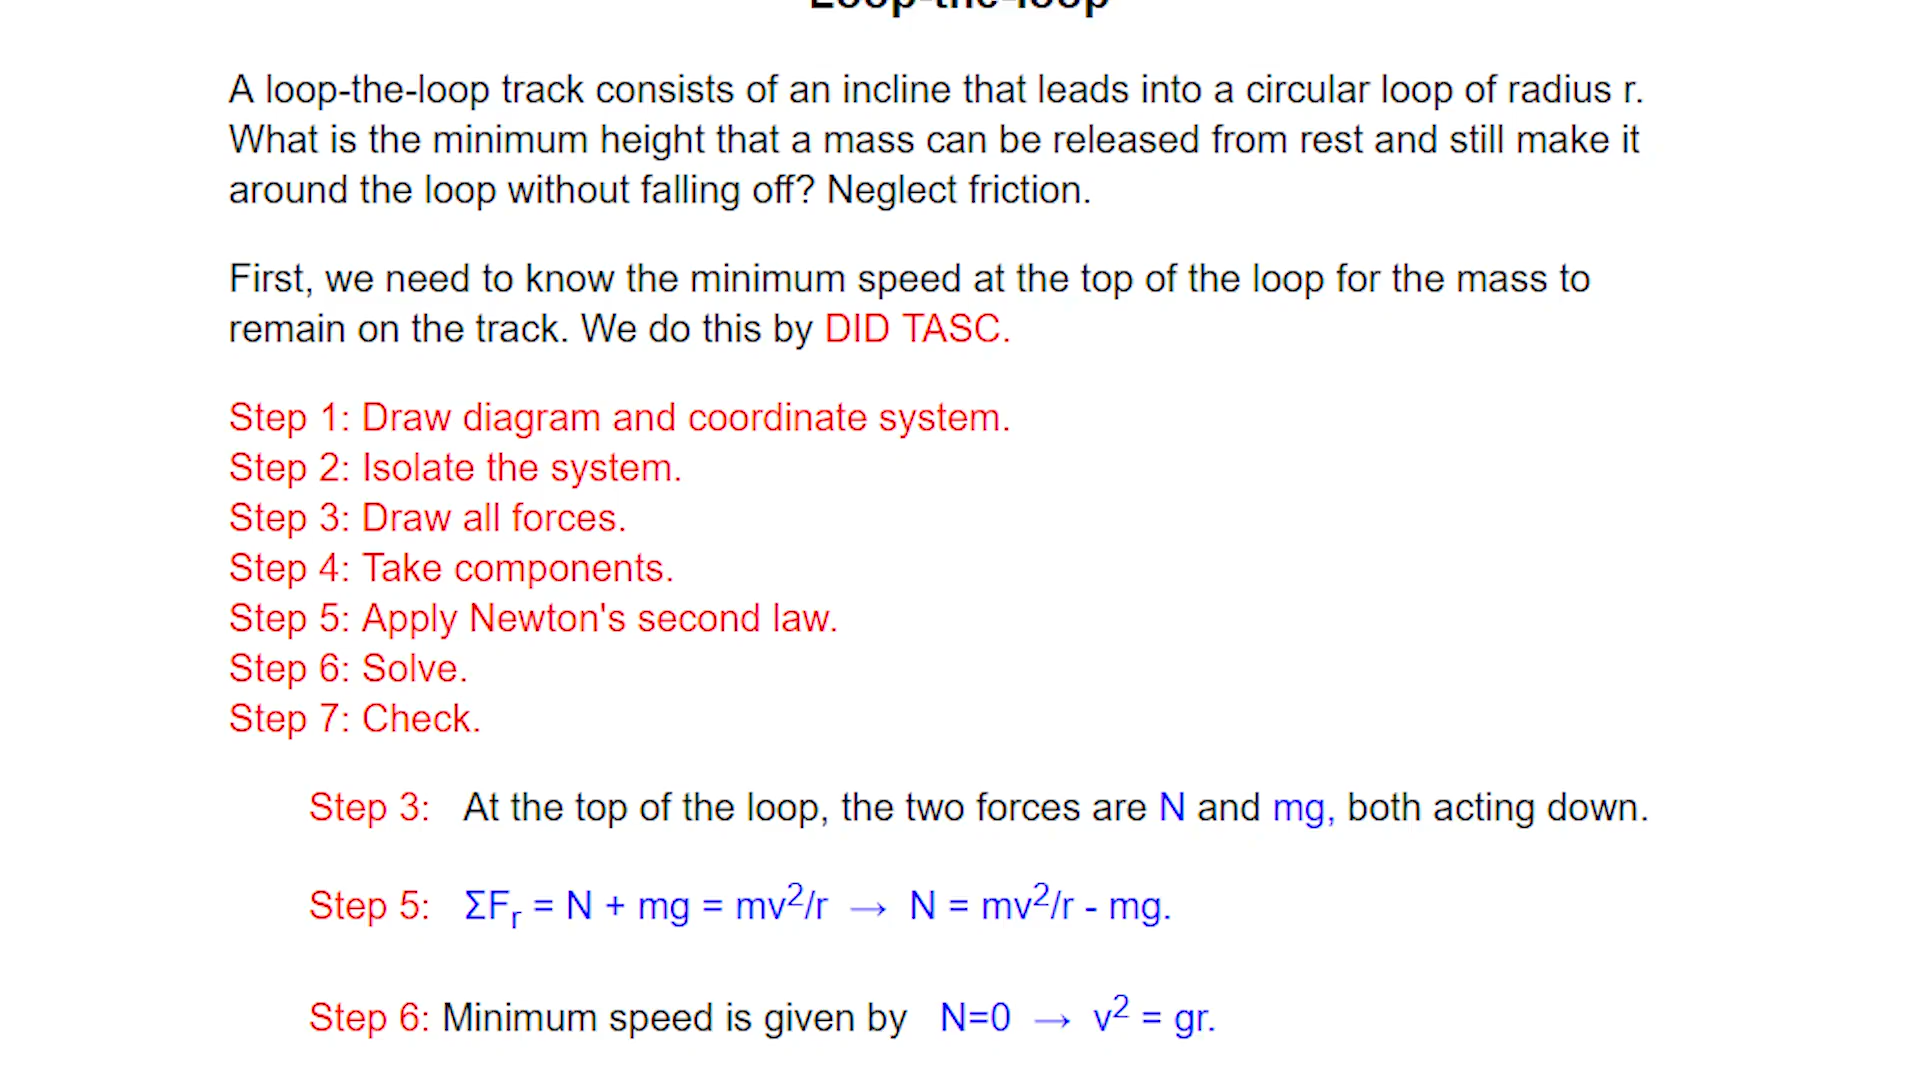 Loop-the-loop
A loop-the-loop track consists of an incline that leads into a circular loop of radius r.
What is the minimum height that a mass can be released from rest and still make it
around the loop without falling off? Neglect friction.
First, we need to know the minimum speed at the top of the loop for the mass to
remain on the track. We do this by DID TASC.
Step 1: Draw diagram and coordinate system.
Step 2: Isolate the system.
Step 3: Draw all forces.
Step 4: Take components.
Step 5: Apply Newton's second law.
Step 6: Solve.
Step 7: Check.
Step 3: At the top of the loop, the two forces are N and mg, both acting down.
Step 5: ΣFr = N + mg = mv²/r → N = mv²/r - mg.
Step 6: Minimum speed is given by N=0 → v² = gr.